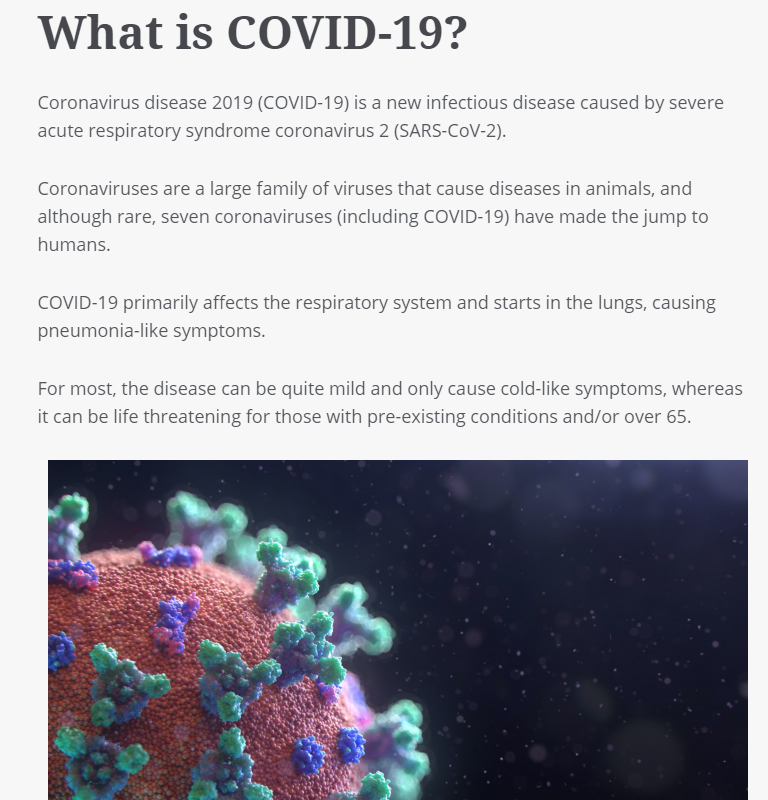 What is COVID-19?
Coronavirus disease 2019 (COVID-19) is a new infectious disease caused by severe
acute respiratory syndrome coronavirus 2 (SARS-CoV-2).
Coronaviruses are a large family of viruses that cause diseases in animals, and
although rare, seven coronaviruses (including COVID-19) have made the jump to
humans.
COVID-19 primarily affects the respiratory system and starts in the lungs, causing
pneumonia-like symptoms.
For most, the disease can be quite mild and only cause cold-like symptoms, whereas
it can be life threatening for those with pre-existing conditions and/or over 65.